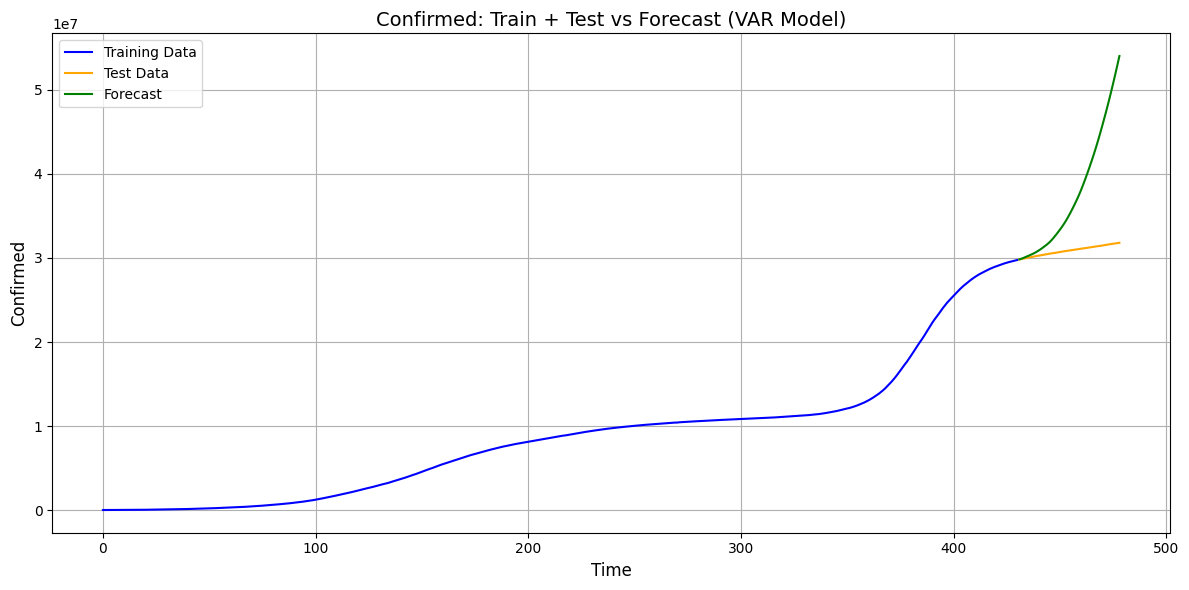 Confirmed: Train + Test vs Forecast (VAR Model)
1e7
Training Data
Test Data
Forecast
5
4
3
2
1
0
Confirmed
0 100 200 300 400 500
Time